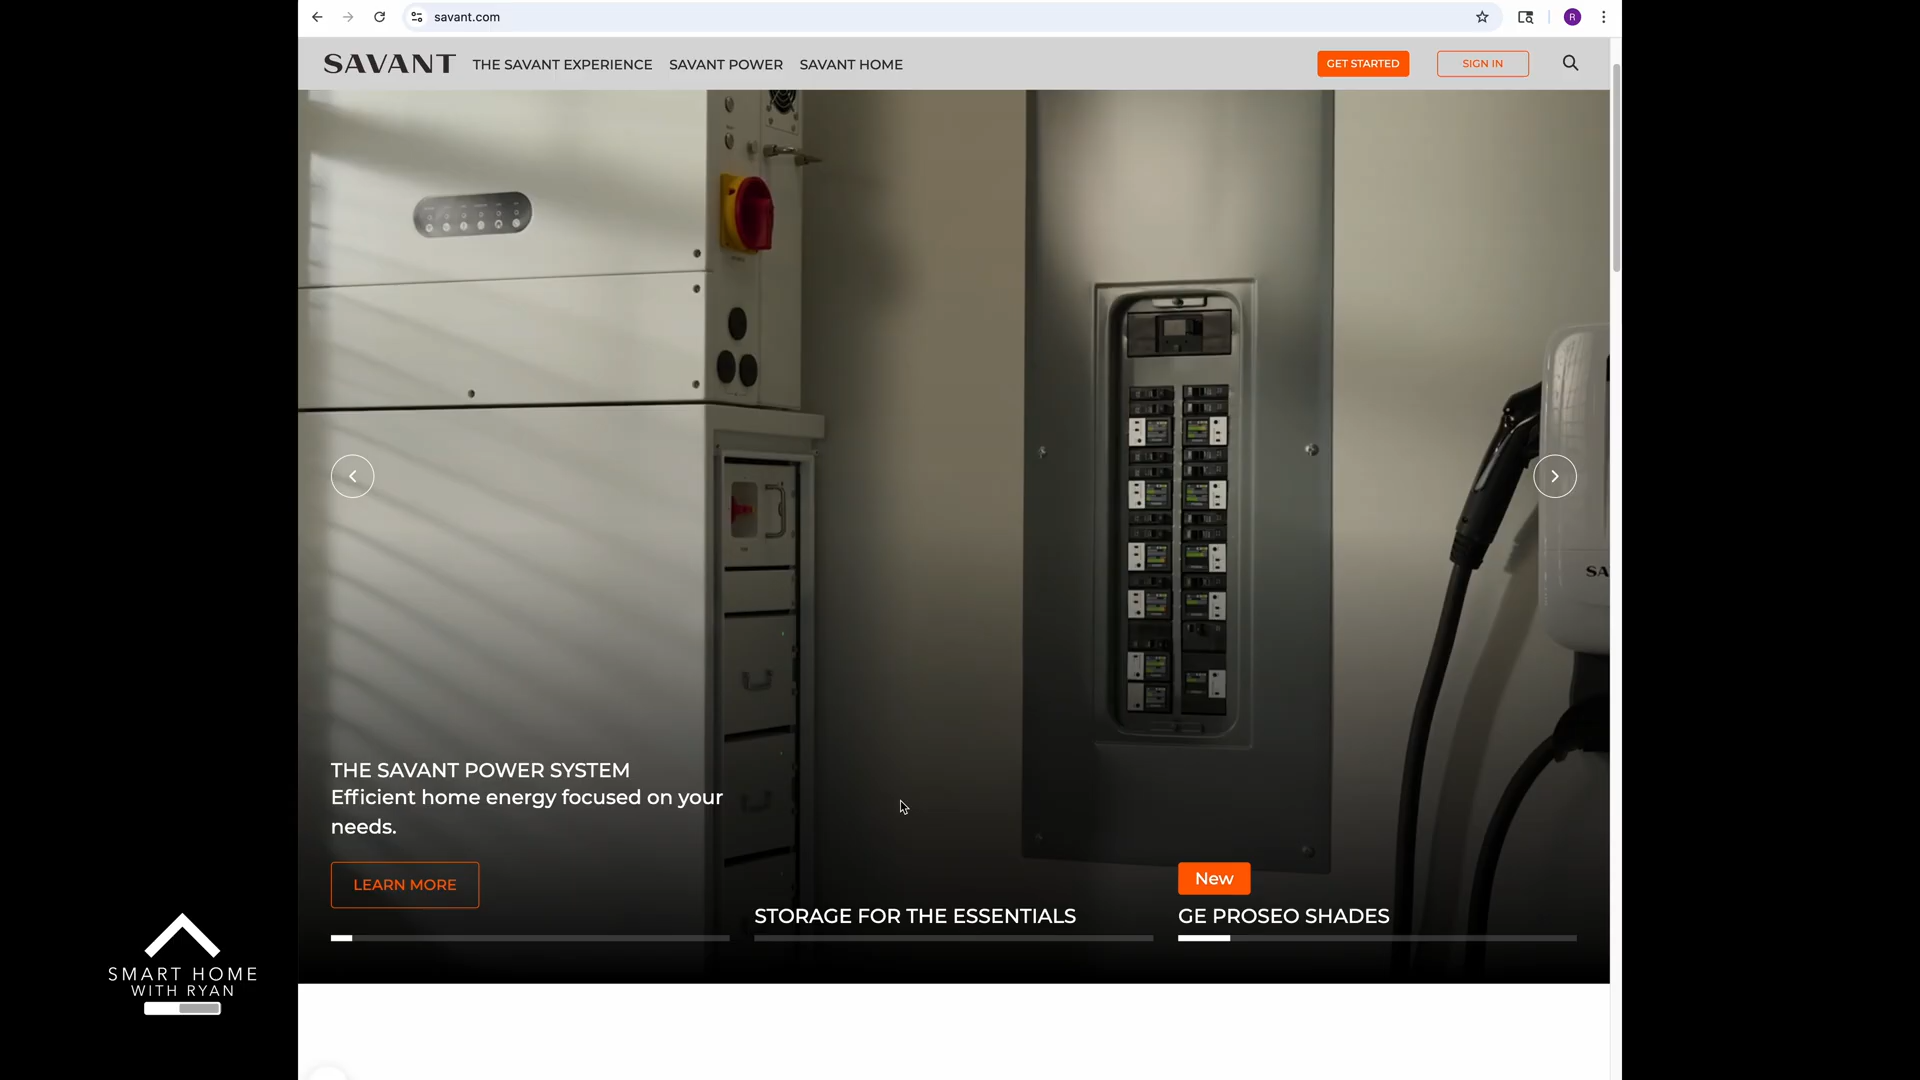 savant.com
R
SAVANT
THE SAVANT EXPERIENCE
SAVANT POWER
SAVANT HOME
GET STARTED
SIGN IN
SA
THE SAVANT POWER SYSTEM
Efficient home energy focused on your
needs.
LEARN MORE
STORAGE FOR THE ESSENTIALS
New
GE PROSEO SHADES
SMART HOME
WITH RYAN